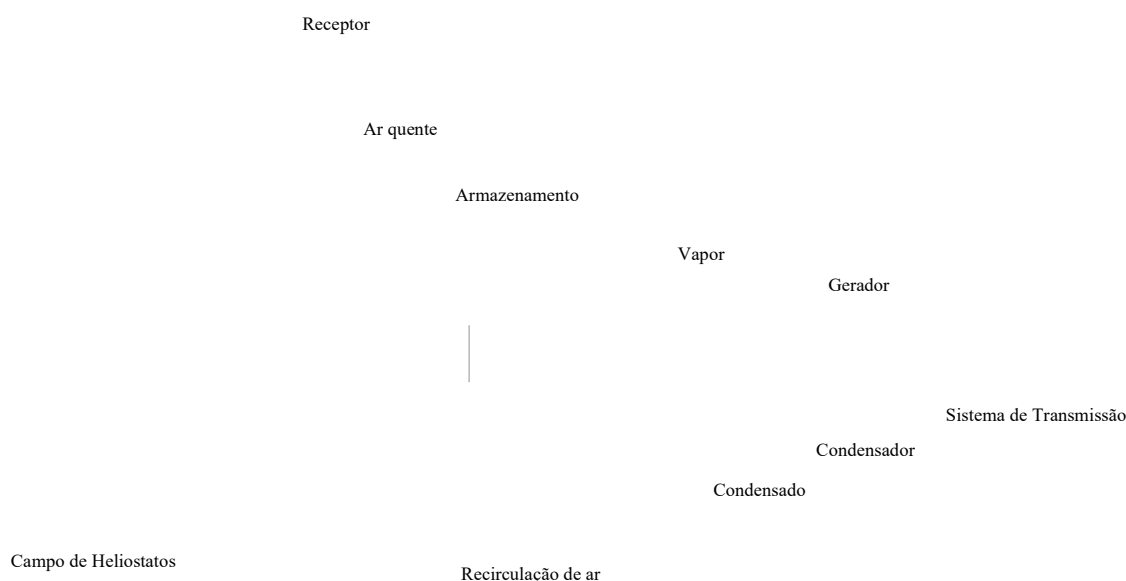 Receptor
Ar quente
Armazenamento
Vapor
Gerador
Sistema de Transmissão
Condensador
Condensado
Campo de Heliostatos
Recirculação de ar